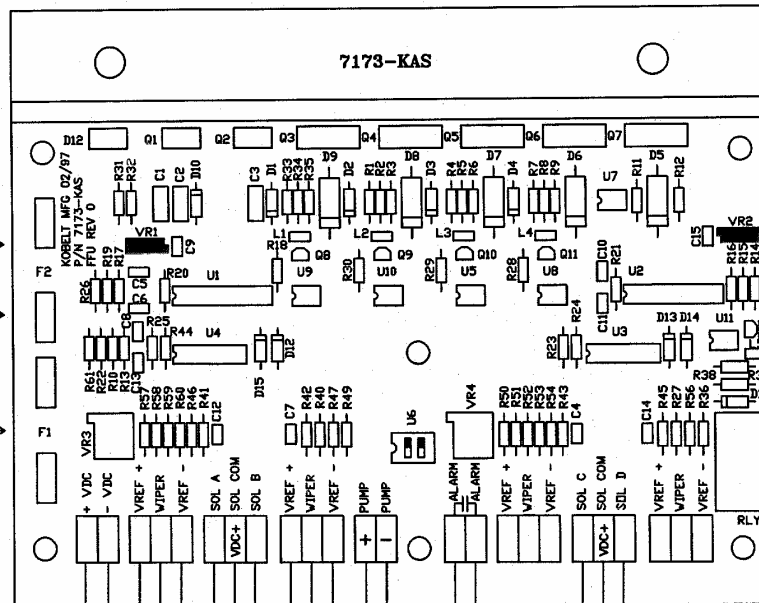 7173-KAS
D12 Q1 Q2 Q3 Q4 Q5 Q6 Q7
D9 D8 D7 D6 D5
KOBELT MFG 02/97
P/N 7173-KAS
FFU REV 0
R31 R32 C1 C2 D10 C3 D1 R33 R34 R35 D2 R1 R2 R3 D3 R4 R5 R6 D4 R7 R8 R9 U7 R11 R12
VR1 C9 R18 L1 Q8 L2 Q9 L3 Q10 L4 Q11 C10 R21 C15 VR2
F2 R26 R19 R17 C5 C6 R20 U1 U9 R30 U10 R29 U5 R28 U8 C11 U2 R16 R15 R14
C8 R25 R44 U4 D12 R24 R23 U3 D13 D14 U11
R61 R22 R10 R13 C13 D15 R38
R57 R58 R59 R60 R46 R41 C12 C7 R42 R40 R47 R49 U6 VR4 R50 R51 R52 R53 R54 R43 C4 C14 R45 R27 R56 R36
F1 VR3
+ VDC
- VDC
VREF +
WIPER
VREF -
SOL A
SOL COM
SOL B
VREF +
WIPER
VREF -
PUMP
PUMP
ALARM
ALARM
VREF +
WIPER
VREF -
SOL C
SOL COM
SOL D
VREF +
WIPER
VREF -
RLY
VDC+
+
-
VDC+